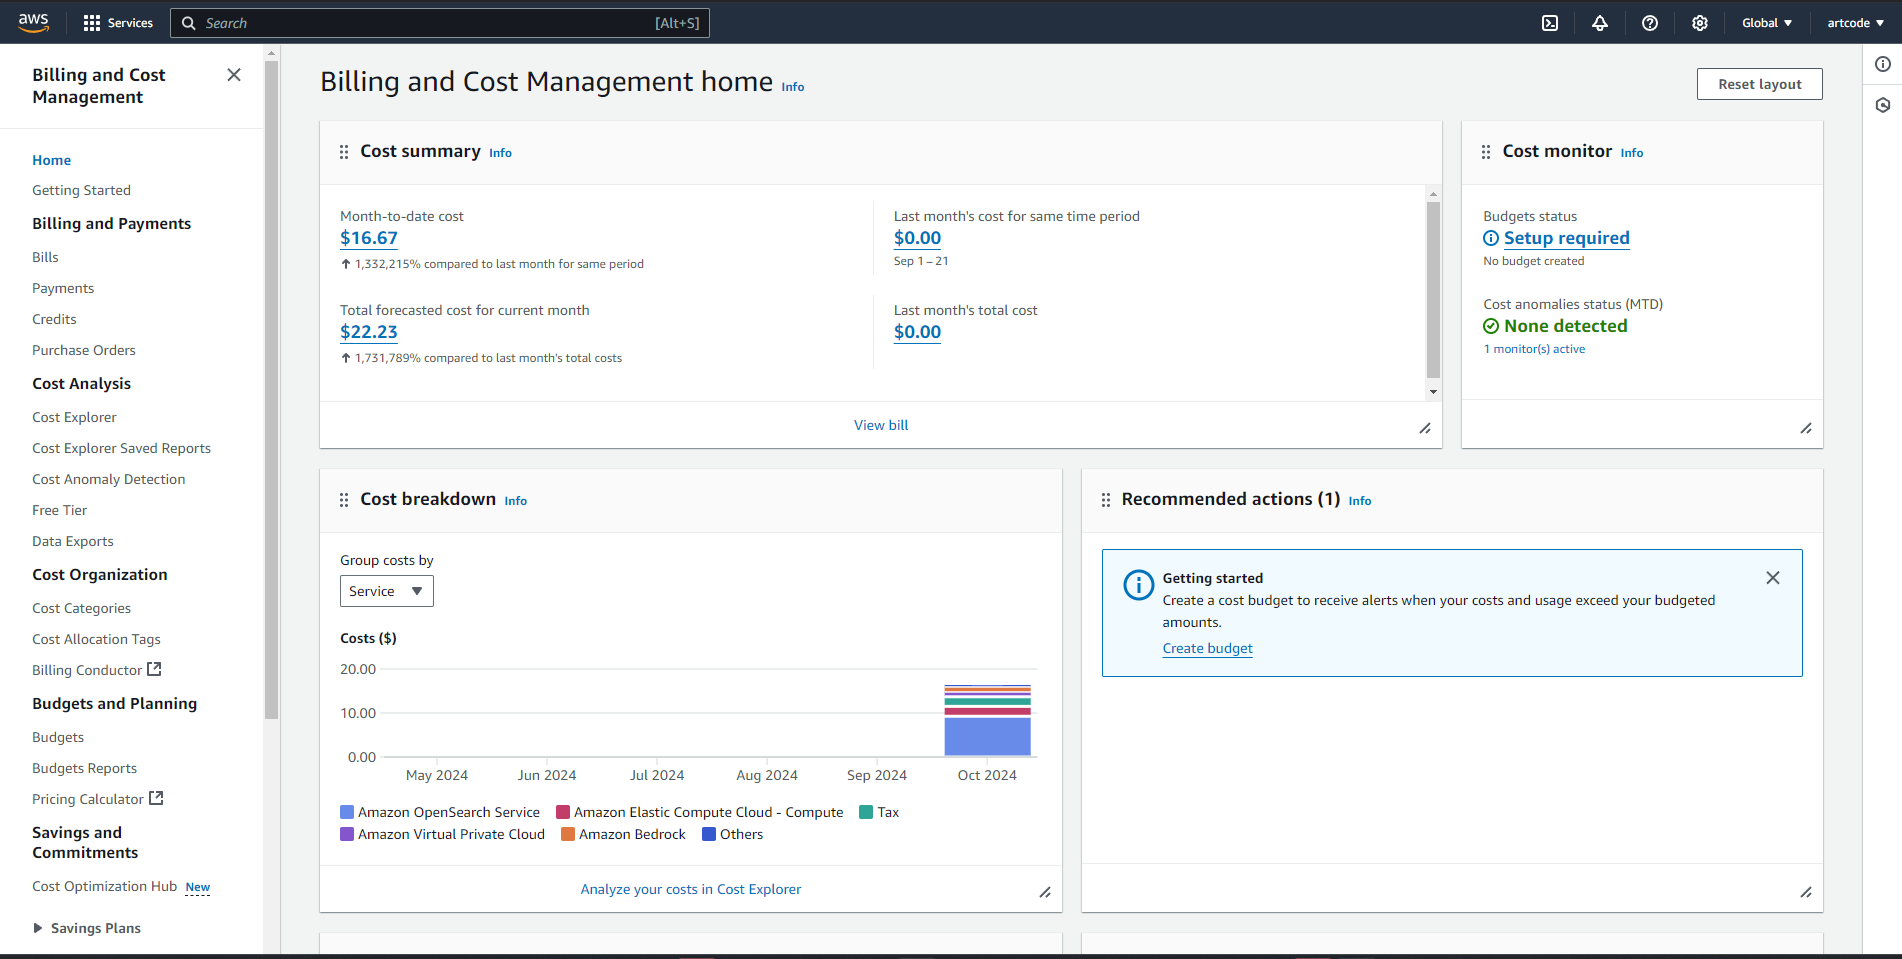 aws
Services
Search
[Alt+S]
Global
artcode
Billing and Cost
Management
Home
Getting Started
Billing and Payments
Bills
Payments
Credits
Purchase Orders
Cost Analysis
Cost Explorer
Cost Explorer Saved Reports
Cost Anomaly Detection
Free Tier
Data Exports
Cost Organization
Cost Categories
Cost Allocation Tags
Billing Conductor
Budgets and Planning
Budgets
Budgets Reports
Pricing Calculator
Savings and
Commitments
Cost Optimization Hub New
Savings Plans
Billing and Cost Management home Info
Reset layout
Cost summary Info
Month-to-date cost
$16.67
↑ 1,332,215% compared to last month for same period
Last month's cost for same time period
$0.00
Sep 1 – 21
Total forecasted cost for current month
$22.23
↑ 1,731,789% compared to last month's total costs
Last month's total cost
$0.00
View bill
Cost monitor Info
Budgets status
Setup required
No budget created
Cost anomalies status (MTD)
None detected
1 monitor(s) active
Cost breakdown Info
Group costs by
Service
Costs ($)
20.00
10.00
0.00
May 2024
Jun 2024
Jul 2024
Aug 2024
Sep 2024
Oct 2024
Amazon OpenSearch Service
Amazon Elastic Compute Cloud - Compute
Tax
Amazon Virtual Private Cloud
Amazon Bedrock
Others
Analyze your costs in Cost Explorer
Recommended actions (1) Info
Getting started
Create a cost budget to receive alerts when your costs and usage exceed your budgeted
amounts.
Create budget